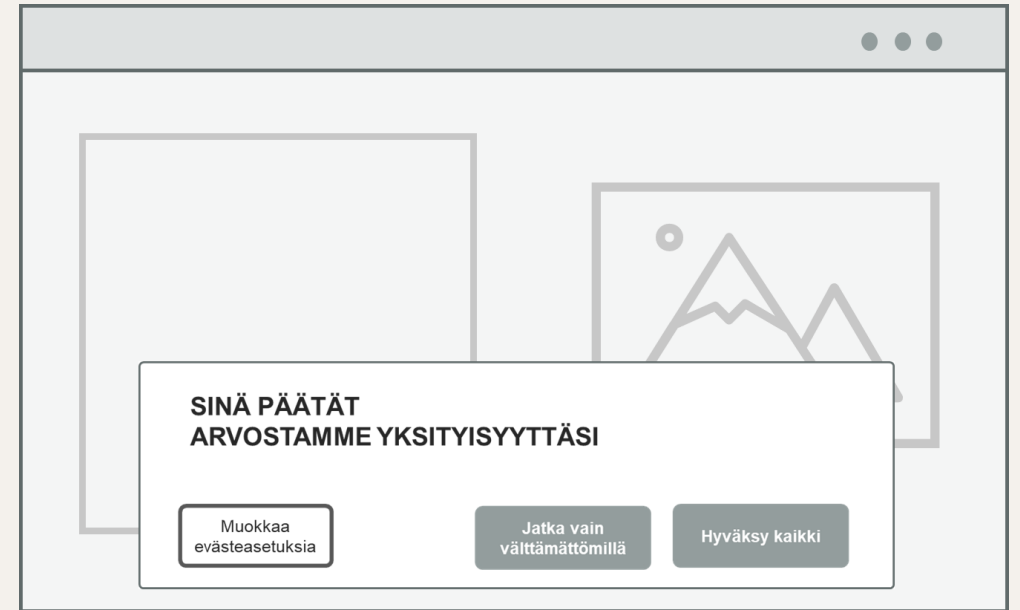 SINÄ PÄÄTÄT
ARVOSTAMME YKSITYISYYTTÄSI
Muokkaa
evästeasetuksia
Jatka vain
välttämättömillä
Hyväksy kaikki